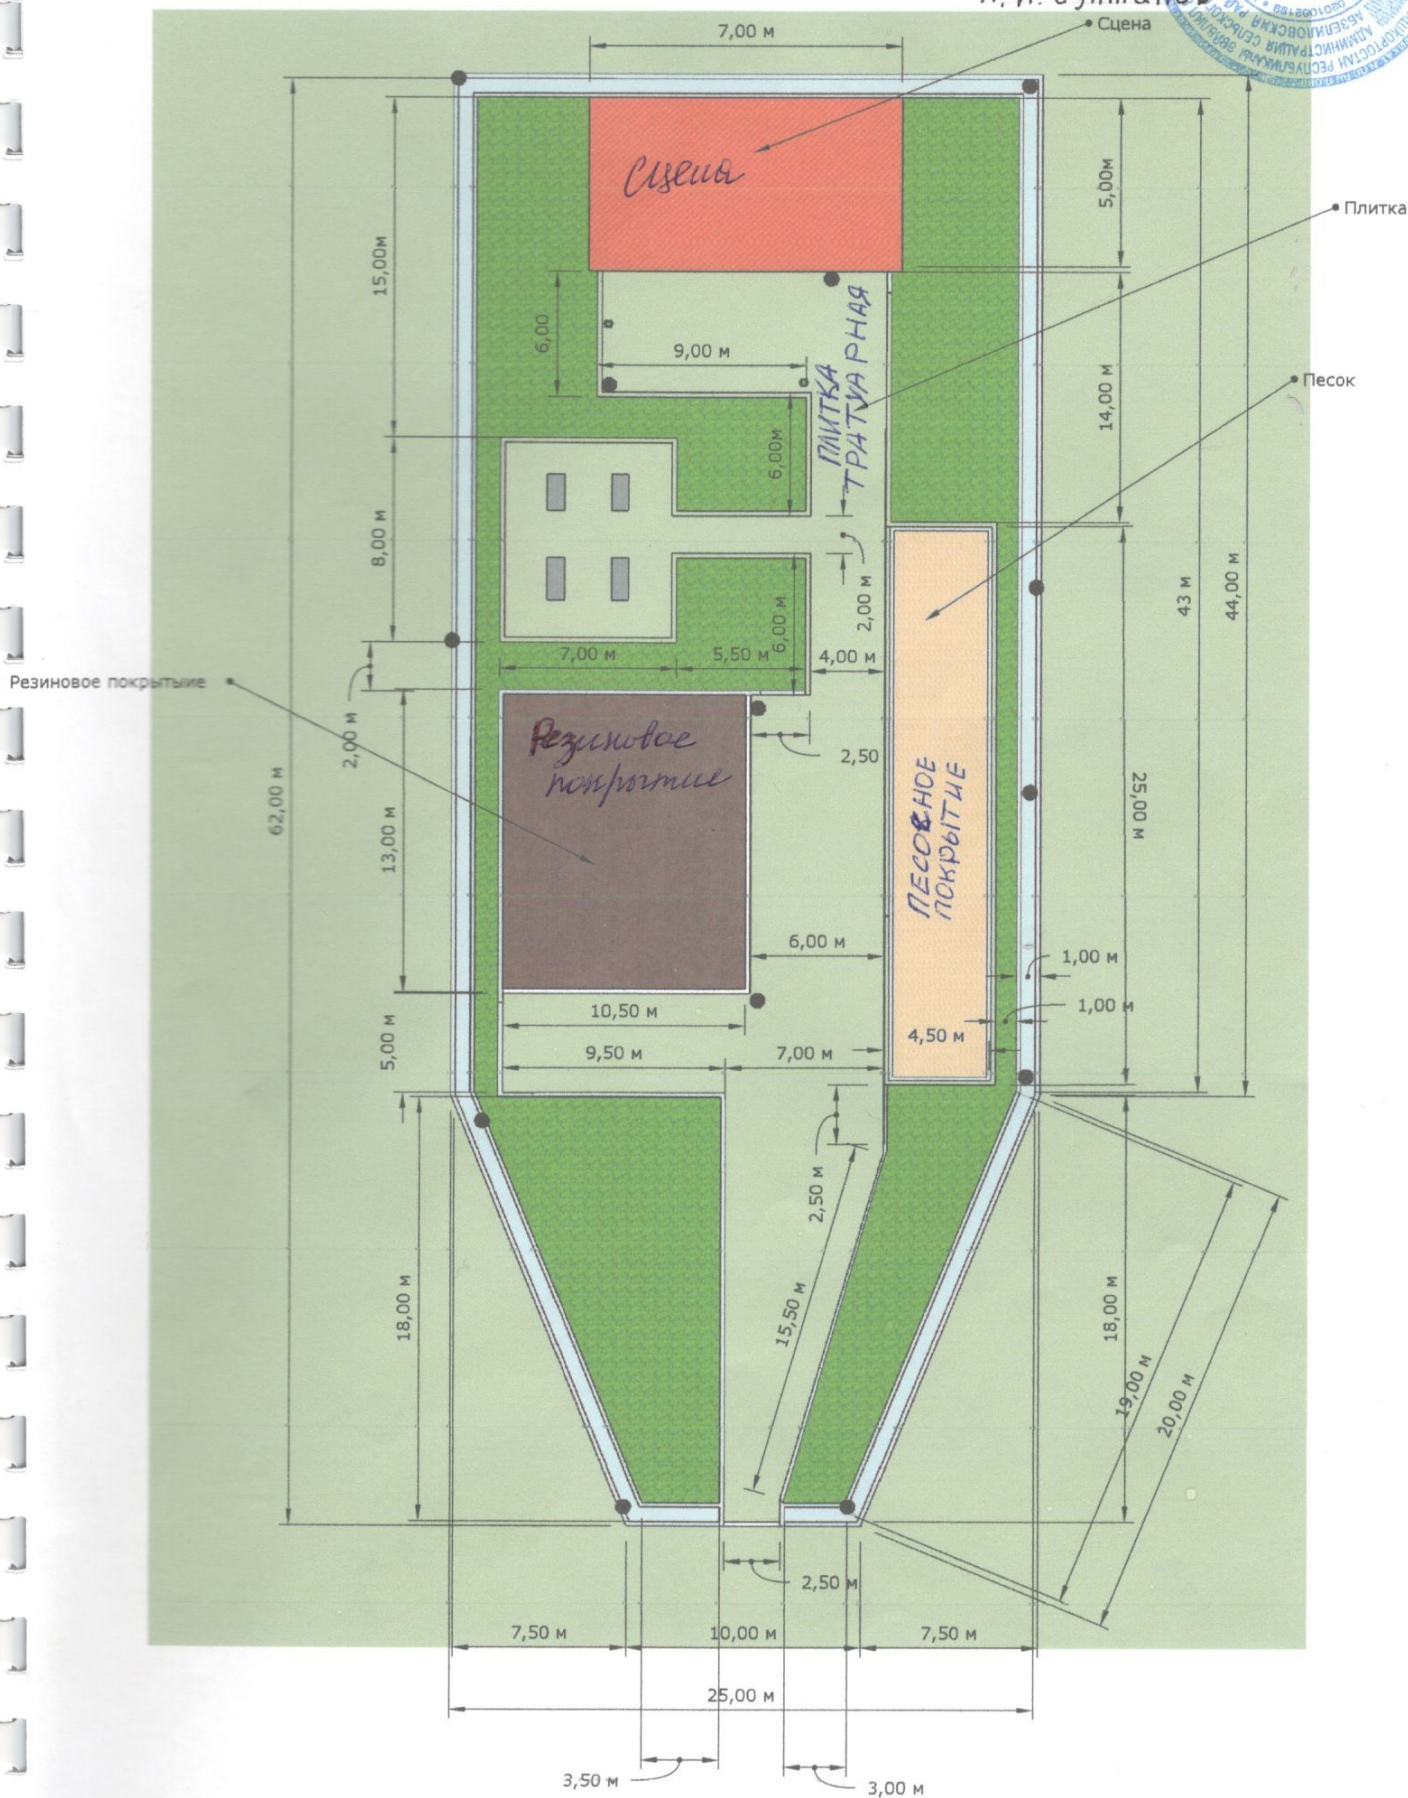 Сцена
7,00 м
Сцена
5,00м
15,00м
Плитка
6,00
9,00 м
ПЛИТКА
ТРАТУАРНАЯ
14,00 м
Песок
6,00м
8,00 м
2,00 м
43 м
44,00 м
6,00 м
7,00 м
5,50 м
4,00 м
Резиновое покрытыие
2,00 м
Резиновое
покрытие
2,50
62,00 м
13,00 м
ПЕСОЧНОЕ
ПОКРЫТИЕ
25,00 м
6,00 м
1,00 м
1,00 м
10,50 м
4,50 м
5,00 м
9,50 м
7,00 м
2,50 м
18,00 м
15,50 м
18,00 м
19,00 м
20,00 м
2,50 м
7,50 м
10,00 м
7,50 м
25,00 м
3,50 м
3,00 м